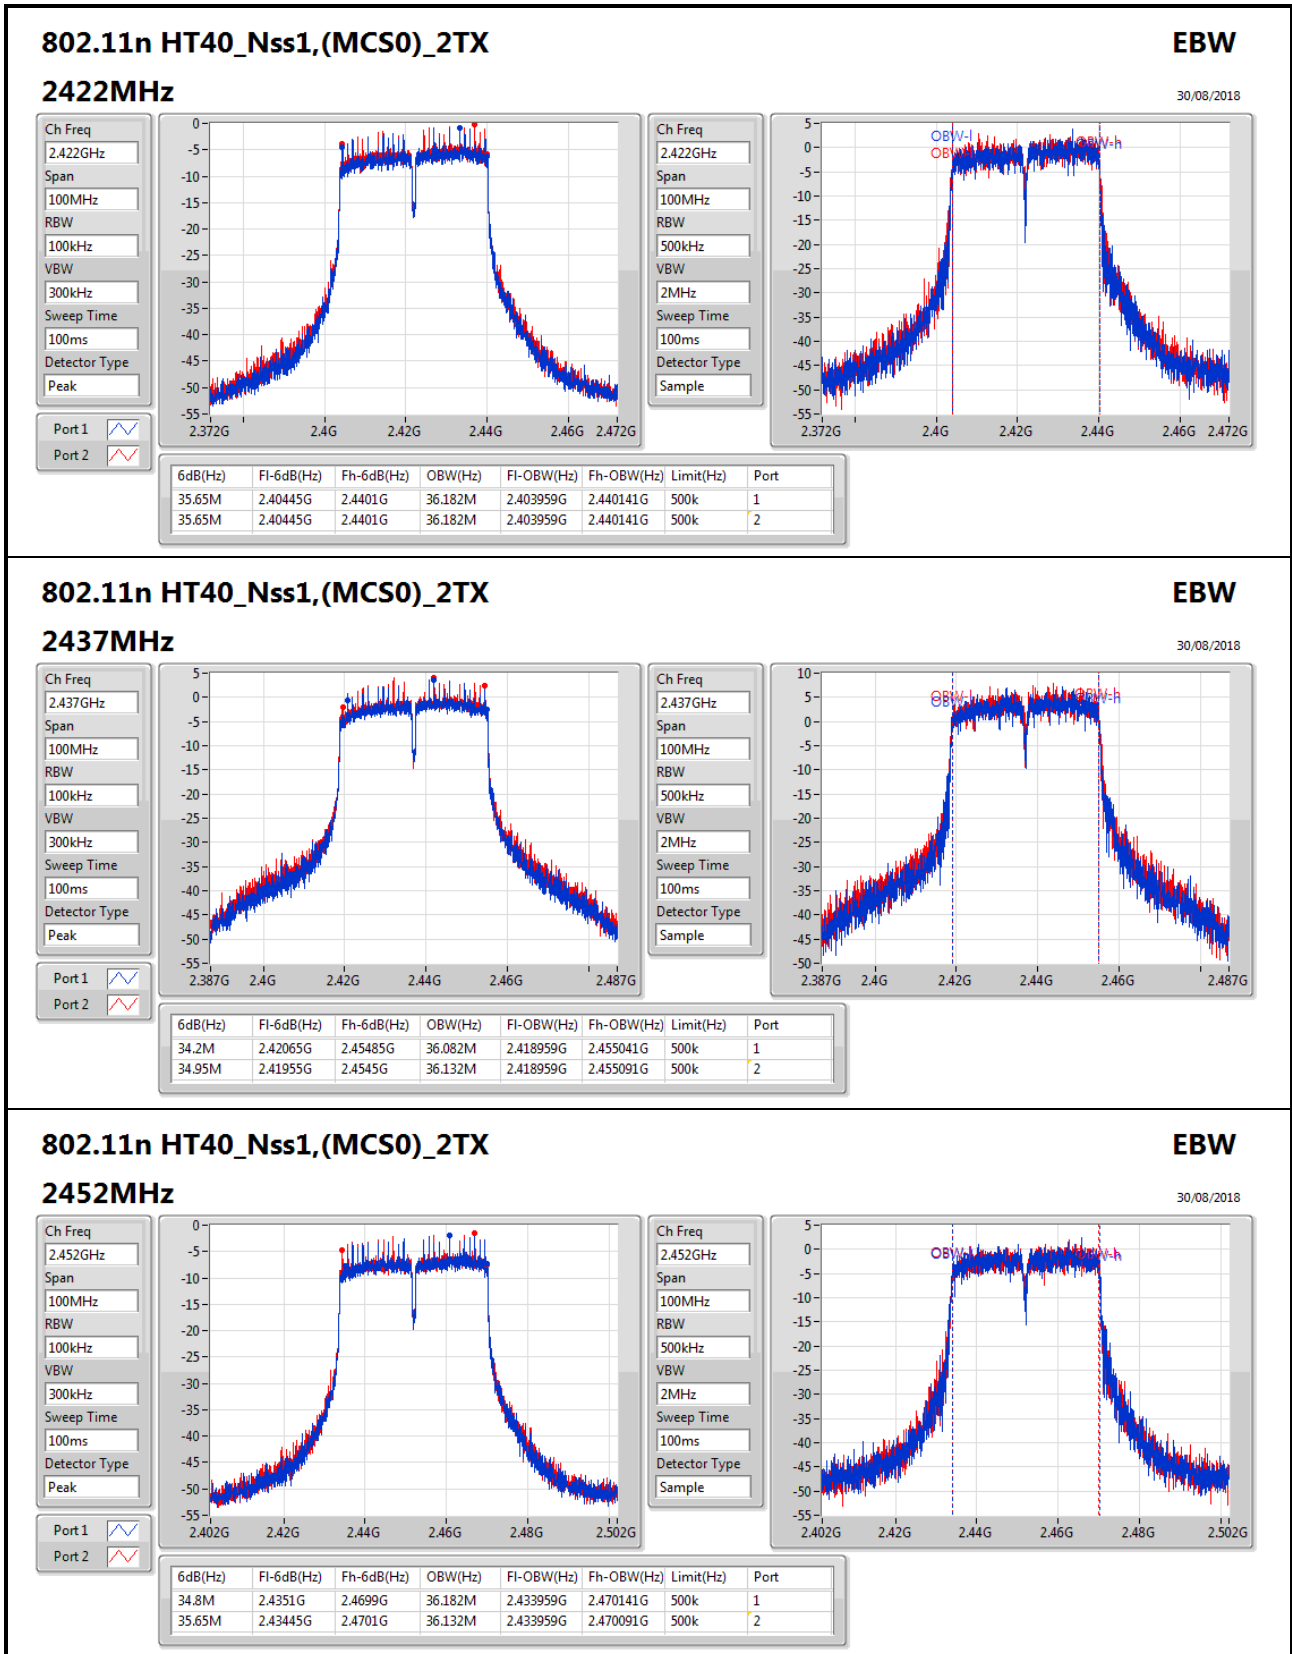 802.11n HT40_Nss1,(MCS0)_2TX EBW
2422MHz 30/08/2018
Ch Freq
2.422GHz
Span
100MHz
RBW
100kHz
VBW
300kHz
Sweep Time
100ms
Detector Type
Peak
Port 1
Port 2
0
-5
-10
-15
-20
-25
-30
-35
-40
-45
-50
-55
2.372G 2.4G 2.42G 2.44G 2.46G 2.472G
Ch Freq
2.422GHz
Span
100MHz
RBW
500kHz
VBW
2MHz
Sweep Time
100ms
Detector Type
Sample
5
0
-5
-10
-15
-20
-25
-30
-35
-40
-45
-50
-55
OBW-l
OBW-h
2.372G 2.4G 2.42G 2.44G 2.46G 2.472G
6dB(Hz) Fl-6dB(Hz) Fh-6dB(Hz) OBW(Hz) Fl-OBW(Hz) Fh-OBW(Hz) Limit(Hz) Port
35.65M 2.40445G 2.4401G 36.182M 2.403959G 2.440141G 500k 1
35.65M 2.40445G 2.4401G 36.182M 2.403959G 2.440141G 500k 2
802.11n HT40_Nss1,(MCS0)_2TX EBW
2437MHz 30/08/2018
Ch Freq
2.437GHz
Span
100MHz
RBW
100kHz
VBW
300kHz
Sweep Time
100ms
Detector Type
Peak
Port 1
Port 2
5
0
-5
-10
-15
-20
-25
-30
-35
-40
-45
-50
-55
2.387G 2.4G 2.42G 2.44G 2.46G 2.487G
Ch Freq
2.437GHz
Span
100MHz
RBW
500kHz
VBW
2MHz
Sweep Time
100ms
Detector Type
Sample
10
5
0
-5
-10
-15
-20
-25
-30
-35
-40
-45
-50
OBW-l
OBW-h
2.387G 2.4G 2.42G 2.44G 2.46G 2.487G
6dB(Hz) Fl-6dB(Hz) Fh-6dB(Hz) OBW(Hz) Fl-OBW(Hz) Fh-OBW(Hz) Limit(Hz) Port
34.2M 2.42065G 2.45485G 36.082M 2.418959G 2.455041G 500k 1
34.95M 2.41955G 2.4545G 36.132M 2.418959G 2.455091G 500k 2
802.11n HT40_Nss1,(MCS0)_2TX EBW
2452MHz 30/08/2018
Ch Freq
2.452GHz
Span
100MHz
RBW
100kHz
VBW
300kHz
Sweep Time
100ms
Detector Type
Peak
Port 1
Port 2
0
-5
-10
-15
-20
-25
-30
-35
-40
-45
-50
-55
2.402G 2.42G 2.44G 2.46G 2.48G 2.502G
Ch Freq
2.452GHz
Span
100MHz
RBW
500kHz
VBW
2MHz
Sweep Time
100ms
Detector Type
Sample
5
0
-5
-10
-15
-20
-25
-30
-35
-40
-45
-50
-55
OBW-l
OBW-h
2.402G 2.42G 2.44G 2.46G 2.48G 2.502G
6dB(Hz) Fl-6dB(Hz) Fh-6dB(Hz) OBW(Hz) Fl-OBW(Hz) Fh-OBW(Hz) Limit(Hz) Port
34.8M 2.4351G 2.4699G 36.182M 2.433959G 2.470141G 500k 1
35.65M 2.43445G 2.4701G 36.132M 2.433959G 2.470091G 500k 2